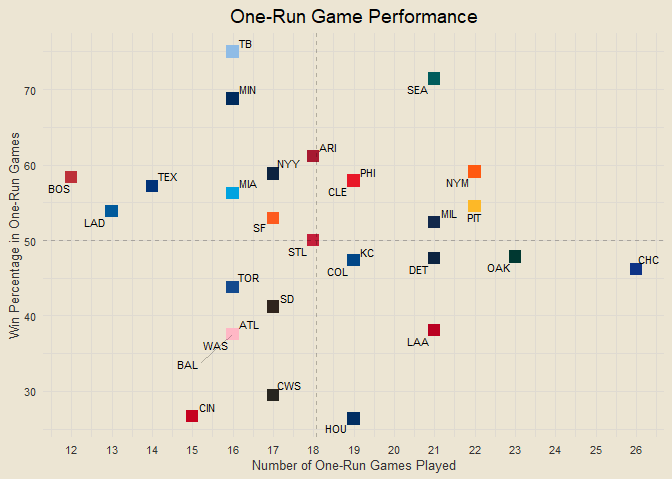 One-Run Game Performance
Win Percentage in One-Run Games
70
60
50
40
30
TB
MIN
SEA
ARI
NYY
PHI
CLE
TEX
BOS
MIA
NYM
LAD
SF
MIL
PIT
STL
KC
COL
DET
OAK
CHC
TOR
SD
ATL
WAS
BAL
LAA
CWS
CIN
HOU
12 13 14 15 16 17 18 19 20 21 22 23 24 25 26
Number of One-Run Games Played